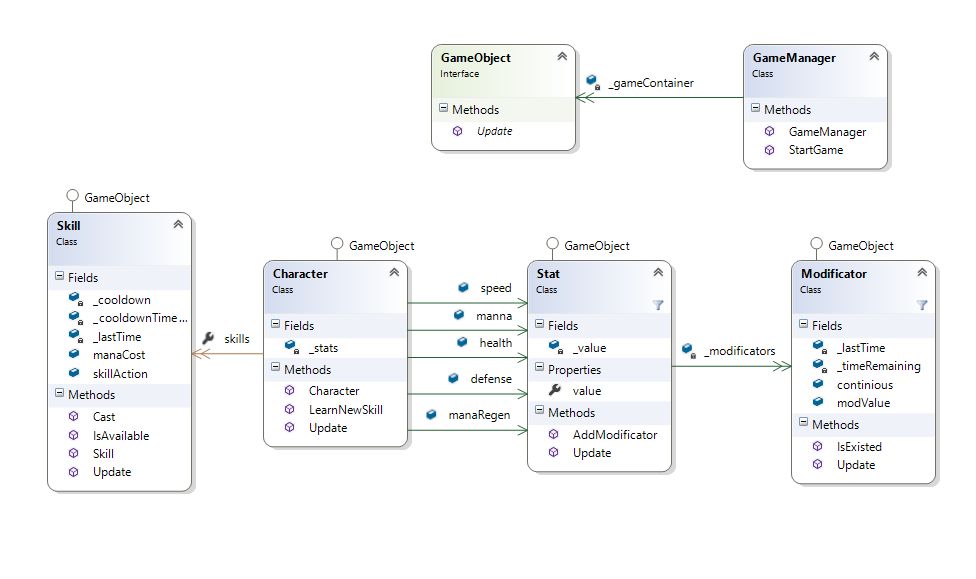 GameObject
Interface
Methods
Update
_gameContainer
GameManager
Class
Methods
GameManager
StartGame
GameObject
Skill
Class
Fields
_cooldown
_cooldownTime...
_lastTime
manaCost
skillAction
Methods
Cast
IsAvailable
Skill
Update
skills
GameObject
Character
Class
Fields
_stats
Methods
Character
LearnNewSkill
Update
speed
manna
health
defense
manaRegen
GameObject
Stat
Class
Fields
_value
Properties
value
Methods
AddModificator
Update
_modificators
GameObject
Modificator
Class
Fields
_lastTime
_timeRemaining
continious
modValue
Methods
IsExisted
Update